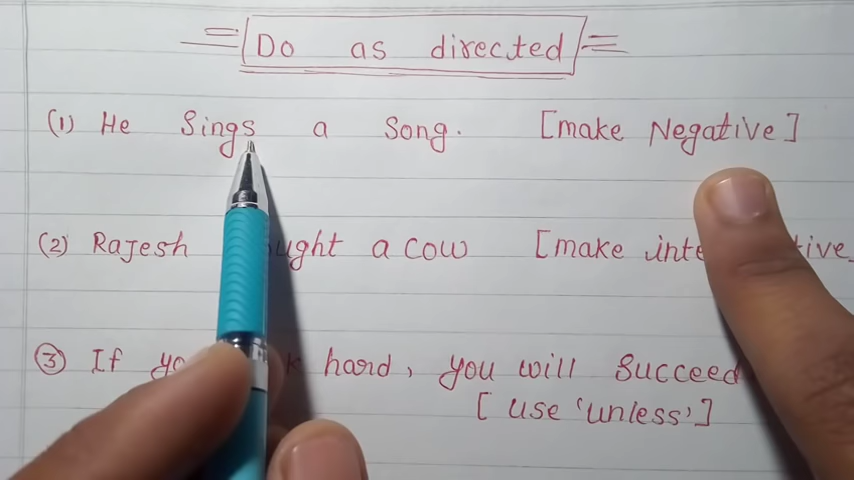 Do as directed
(1) He Sings a Song. [make Negative]
(2) Rajesh a cow [make
(3) If hard, you will Succeed
[ use 'unless' ]